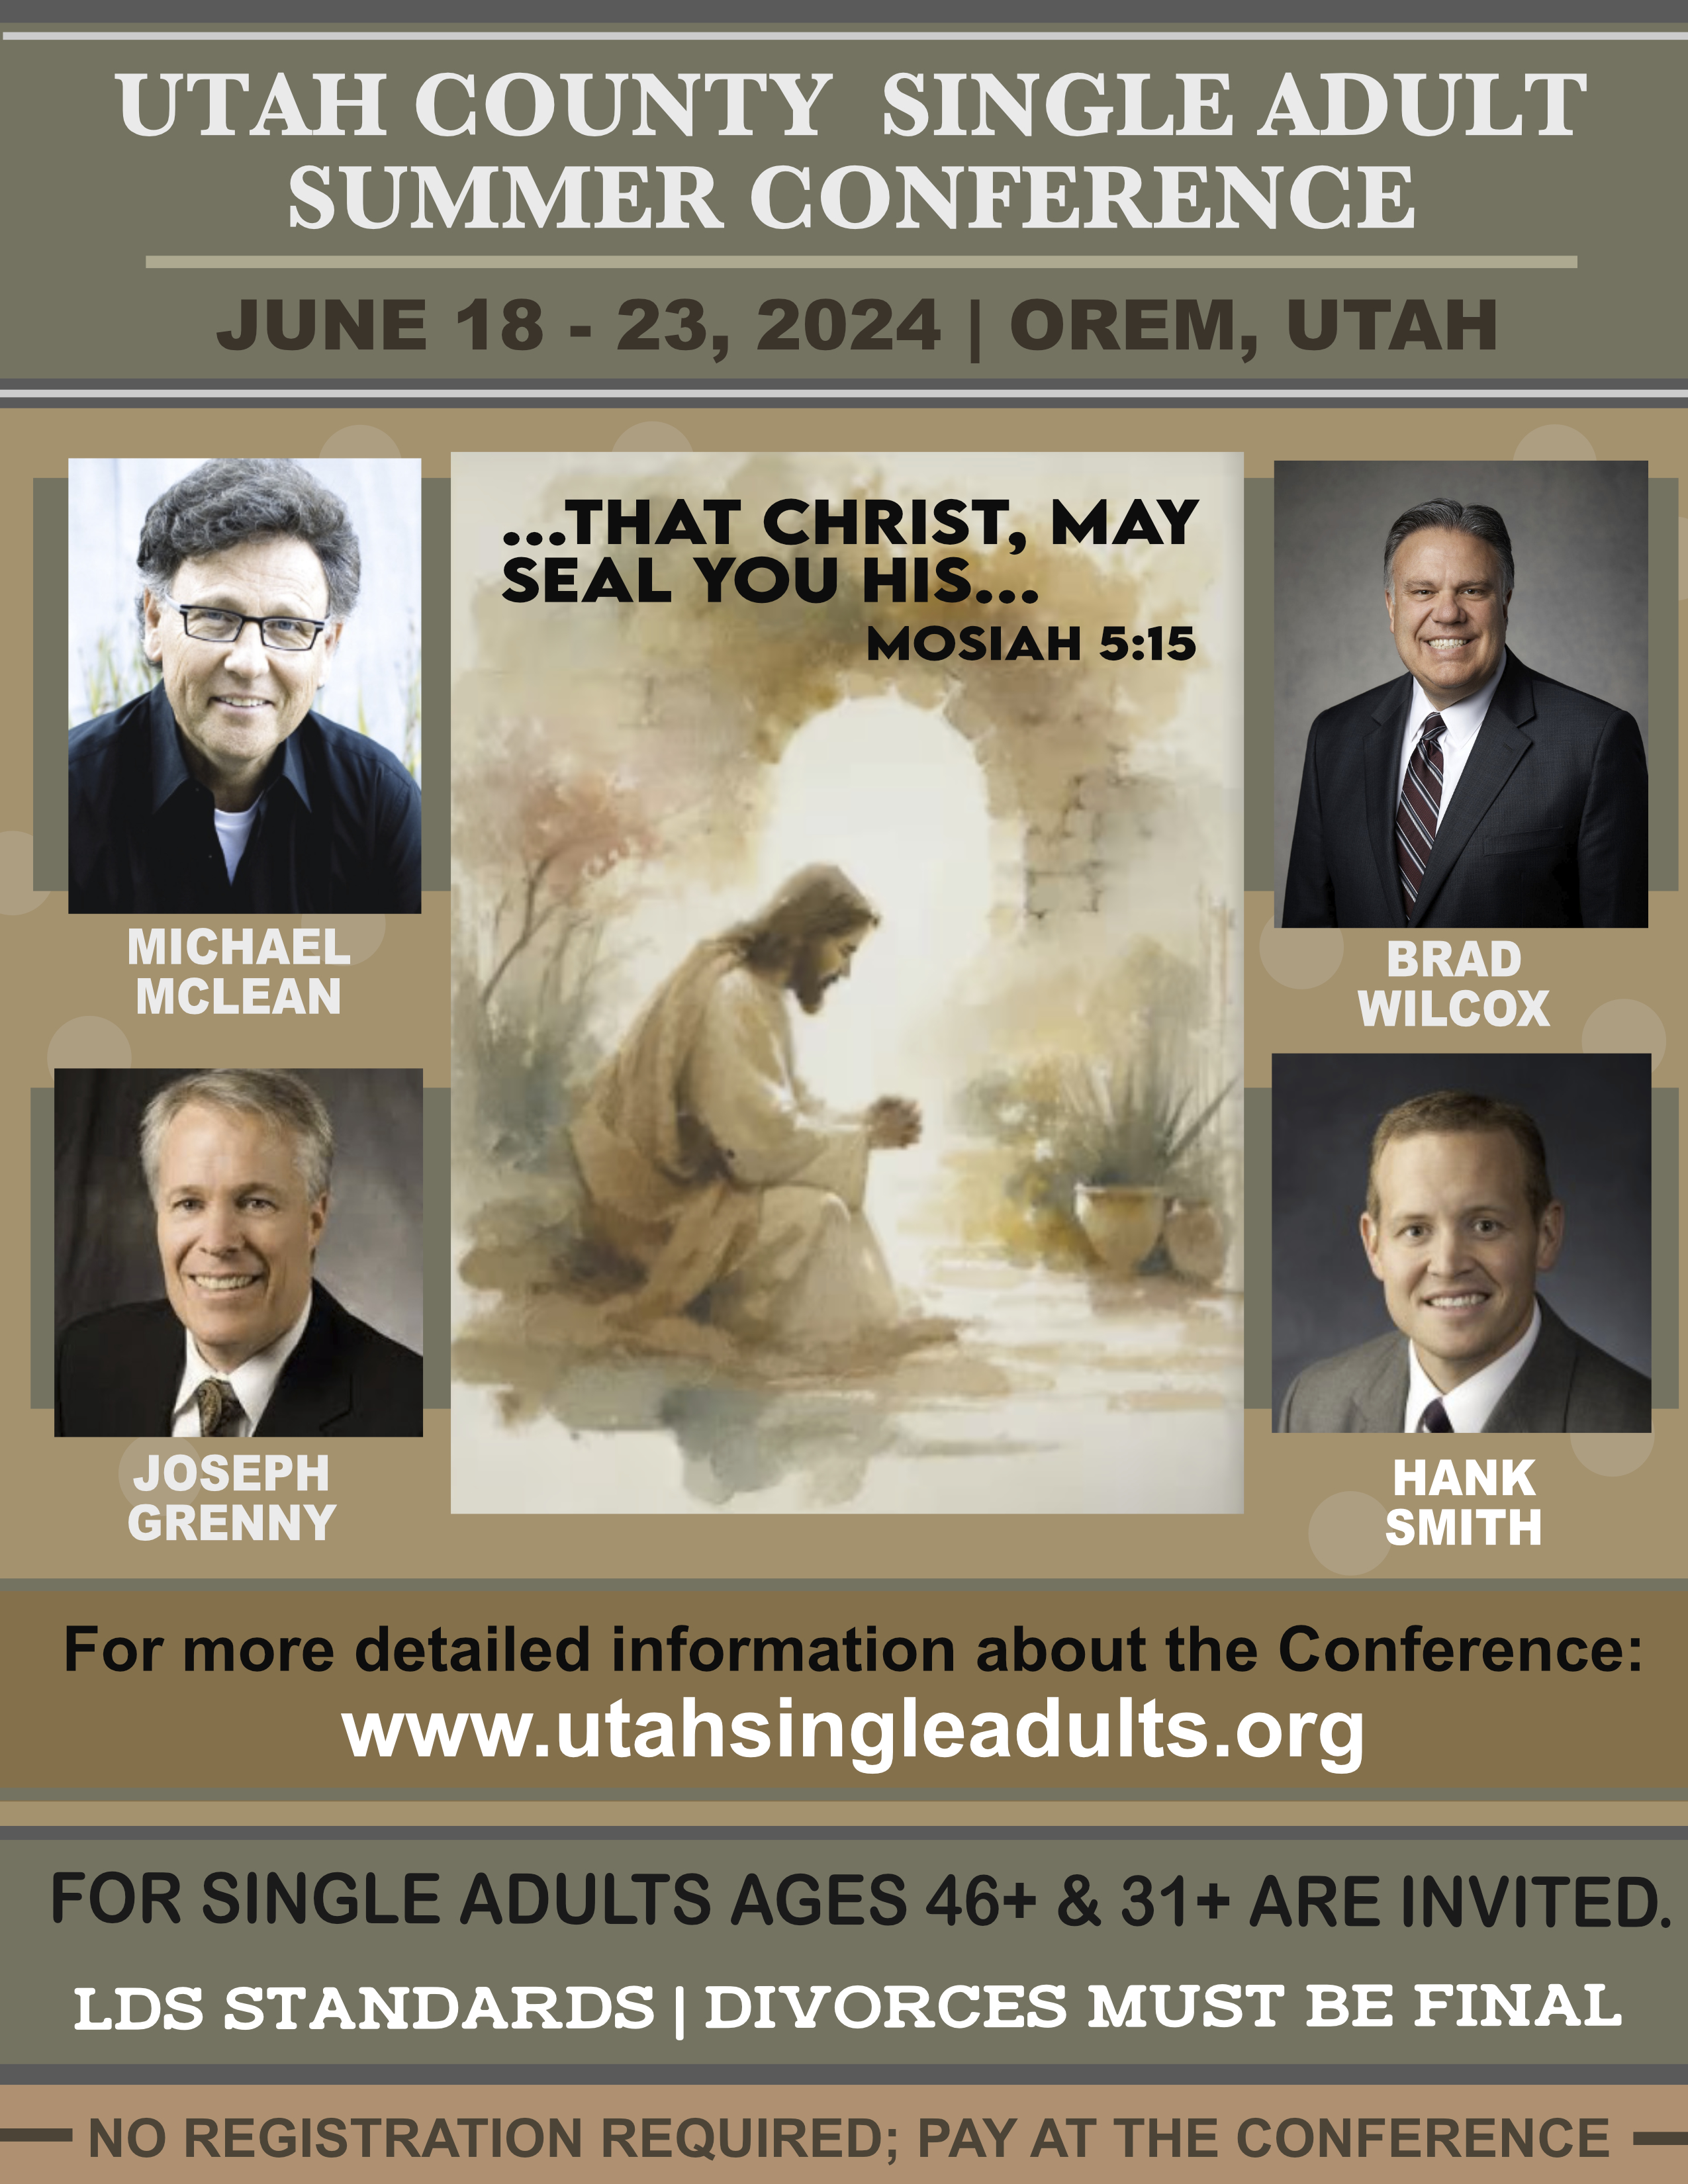 UTAH COUNTY SINGLE ADULT
SUMMER CONFERENCE
JUNE 18 - 23, 2024 | OREM, UTAH
...THAT CHRIST, MAY
SEAL YOU HIS...
MOSIAH 5:15
MICHAEL
MCLEAN
BRAD
WILCOX
JOSEPH
GRENNY
HANK
SMITH
For more detailed information about the Conference:
www.utahsingleadults.org
FOR SINGLE ADULTS AGES 46+ & 31+ ARE INVITED.
LDS STANDARDS | DIVORCES MUST BE FINAL
NO REGISTRATION REQUIRED; PAY AT THE CONFERENCE